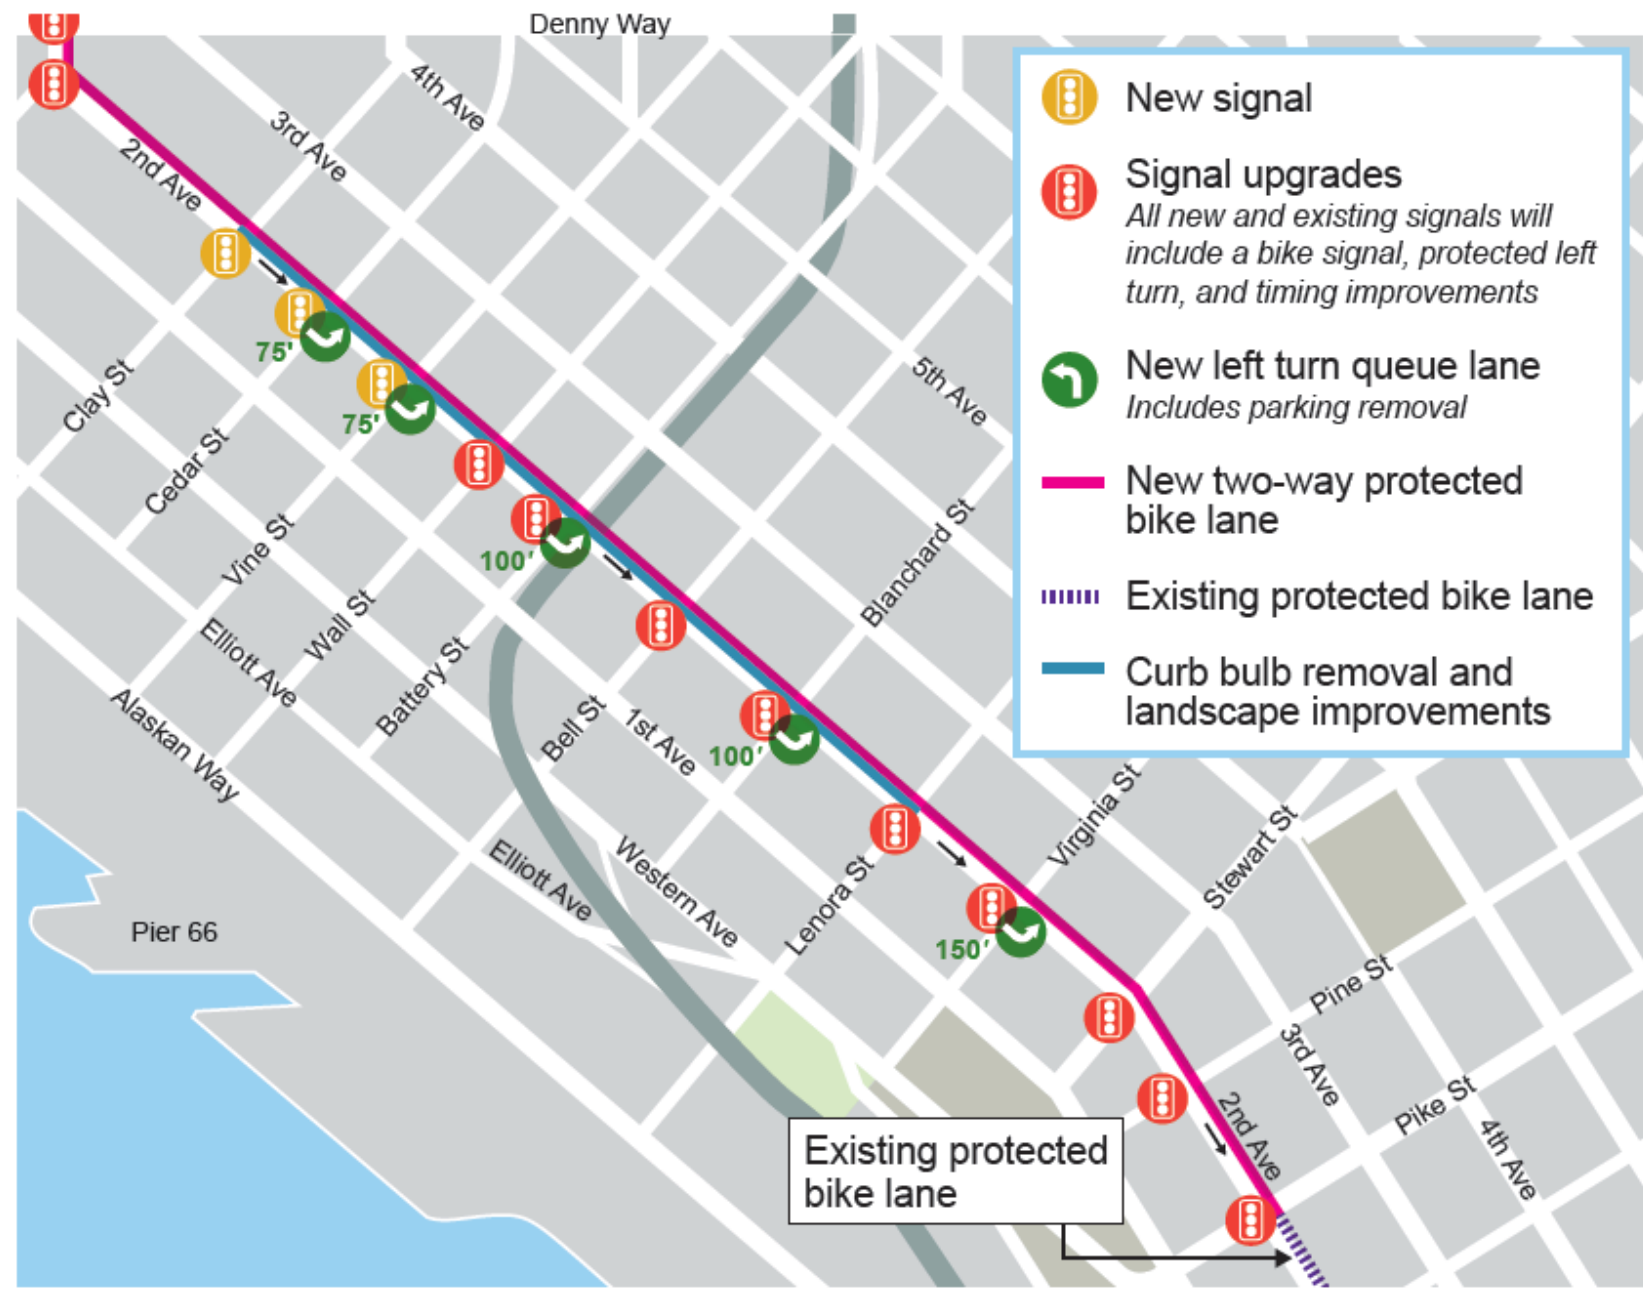 Denny Way
4th Ave
3rd Ave
2nd Ave
75'
75'
100'
100'
150'
Clay St
Cedar St
Vine St
Wall St
Battery St
Bell St
Blanchard St
Lenora St
Virginia St
Stewart St
Pine St
Pike St
5th Ave
Elliott Ave
Alaskan Way
1st Ave
Elliott Ave
Western Ave
Pier 66
3rd Ave
2nd Ave
4th Ave
Existing protected
bike lane
New signal
Signal upgrades
All new and existing signals will
include a bike signal, protected left
turn, and timing improvements
New left turn queue lane
Includes parking removal
New two-way protected
bike lane
Existing protected bike lane
Curb bulb removal and
landscape improvements